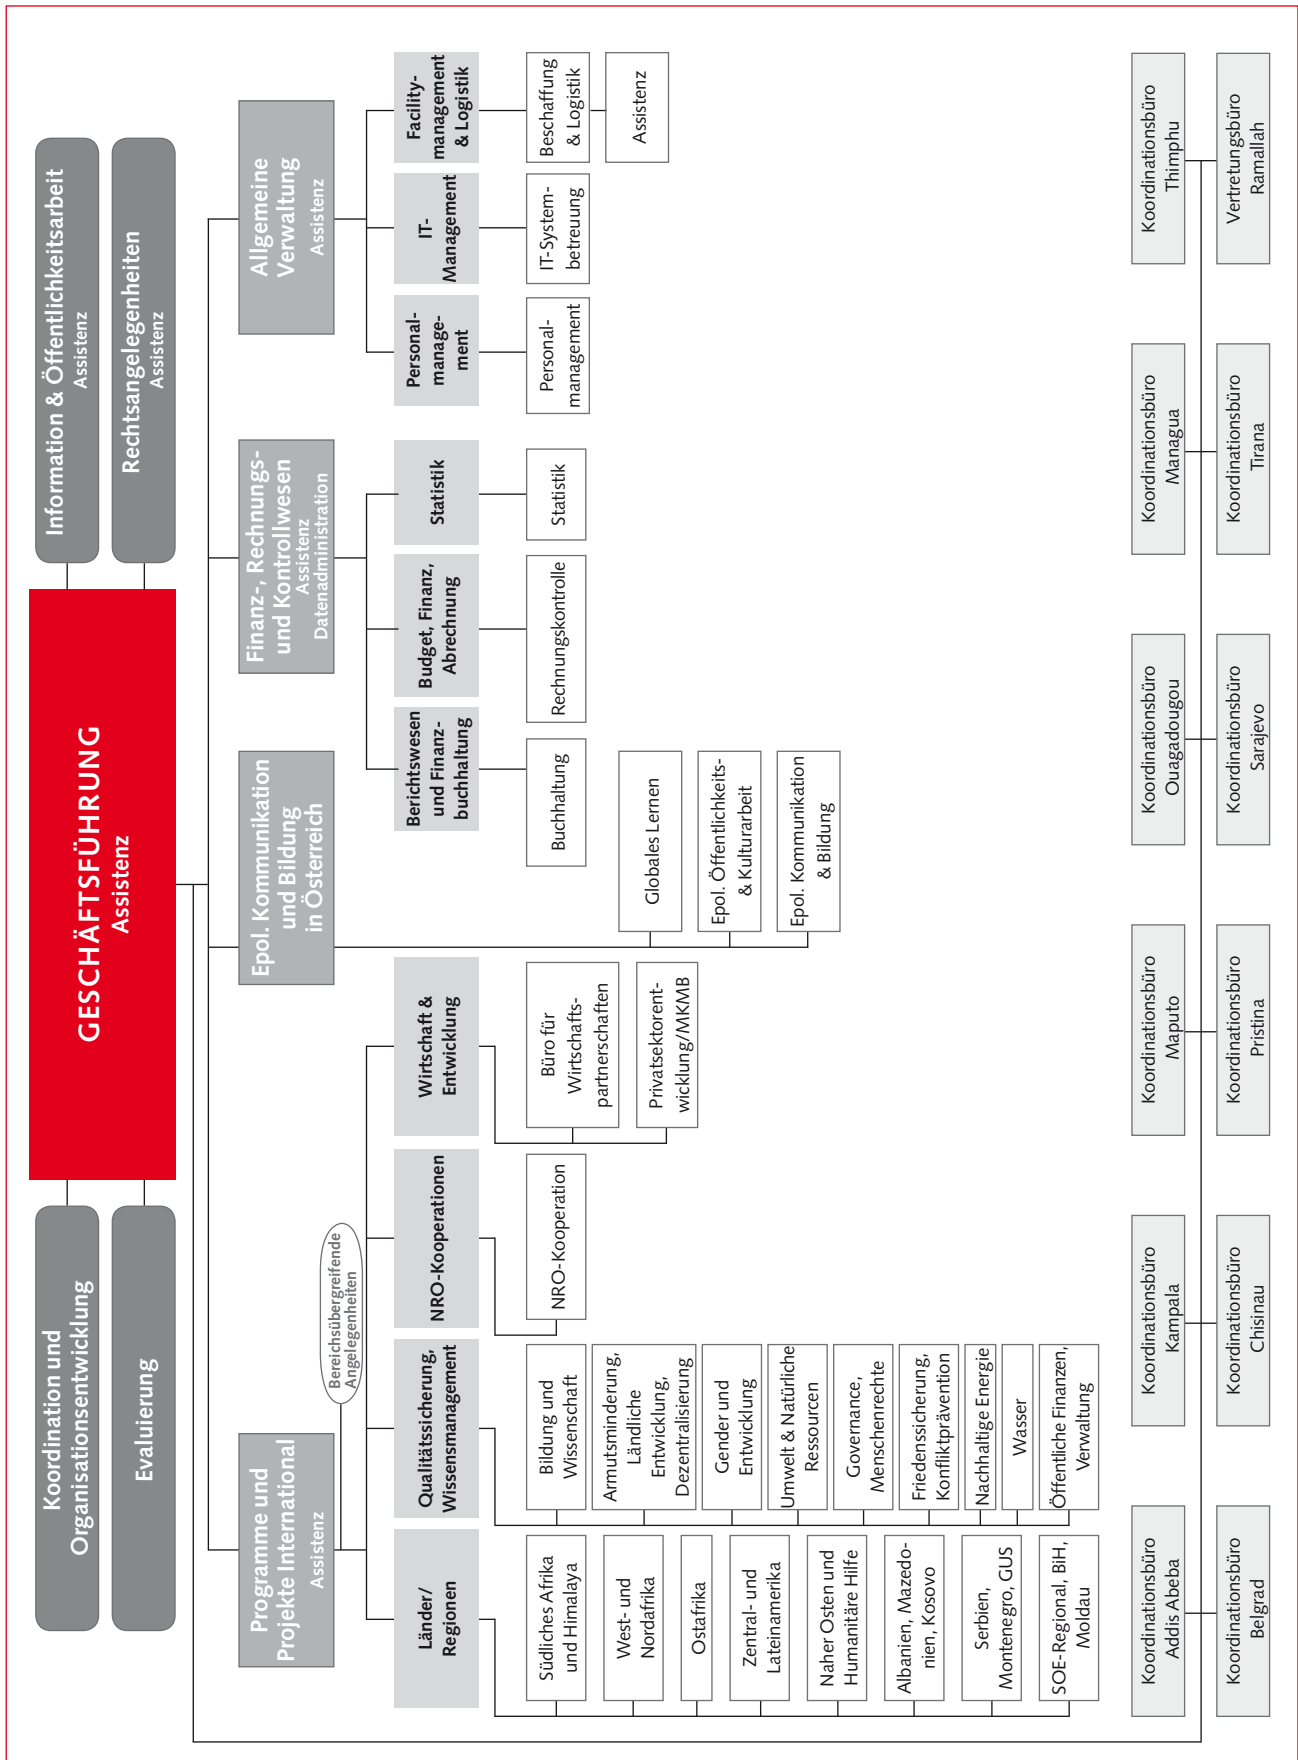 GESCHÄFTSFÜHRUNG
Assistenz
Koordination und
Organisationsentwicklung
Evaluierung
Information & Öffentlichkeitsarbeit
Assistenz
Rechtsangelegenheiten
Assistenz
Programme und
Projekte International
Assistenz
Bereichsübergreifende
Angelegenheiten
Epol. Kommunikation
und Bildung
in Österreich
Finanz-, Rechnungs-
und Kontrollwesen
Assistenz
Datenadministration
Allgemeine
Verwaltung
Assistenz
Länder/
Regionen
Südliches Afrika
und Himalaya
West- und
Nordafrika
Ostafrika
Zentral- und
Lateinamerika
Naher Osten und
Humanitäre Hilfe
Albanien, Mazedo-
nien, Kosovo
Serbien,
Montenegro, GUS
SOE-Regional, BiH,
Moldau
Qualitätssicherung,
Wissensmanagement
Bildung und
Wissenschaft
Armutsminderung,
Ländliche
Entwicklung,
Dezentralisierung
Gender und
Entwicklung
Umwelt & Natürliche
Ressourcen
Governance,
Menschenrechte
Friedenssicherung,
Konfliktprävention
Nachhaltige Energie
Wasser
Öffentliche Finanzen,
Verwaltung
NRO-Kooperationen
NRO-Kooperation
Wirtschaft &
Entwicklung
Büro für
Wirtschafts-
partnerschaften
Privatsektorent-
wicklung/MKMB
Globales Lernen
Epol. Öffentlichkeits-
& Kulturarbeit
Epol. Kommunikation
& Bildung
Berichtswesen
und Finanz-
buchhaltung
Buchhaltung
Budget, Finanz,
Abrechnung
Rechnungskontrolle
Statistik
Statistik
Personal-
manage-
ment
Personal-
management
IT-
Management
IT-System-
betreuung
Facility-
management
& Logistik
Beschaffung
& Logistik
Assistenz
Koordinationsbüro
Addis Abeba
Koordinationsbüro
Kampala
Koordinationsbüro
Maputo
Koordinationsbüro
Ouagadougou
Koordinationsbüro
Managua
Koordinationsbüro
Thimphu
Koordinationsbüro
Belgrad
Koordinationsbüro
Chisinau
Koordinationsbüro
Pristina
Koordinationsbüro
Sarajevo
Koordinationsbüro
Tirana
Vertretungsbüro
Ramallah